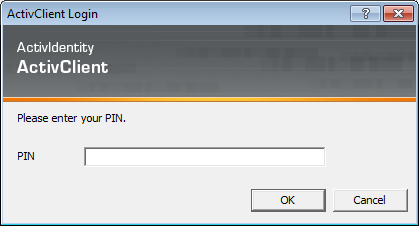 ActivClient Login
ActivIdentity
ActivClient
Please enter your PIN.
PIN
OK Cancel